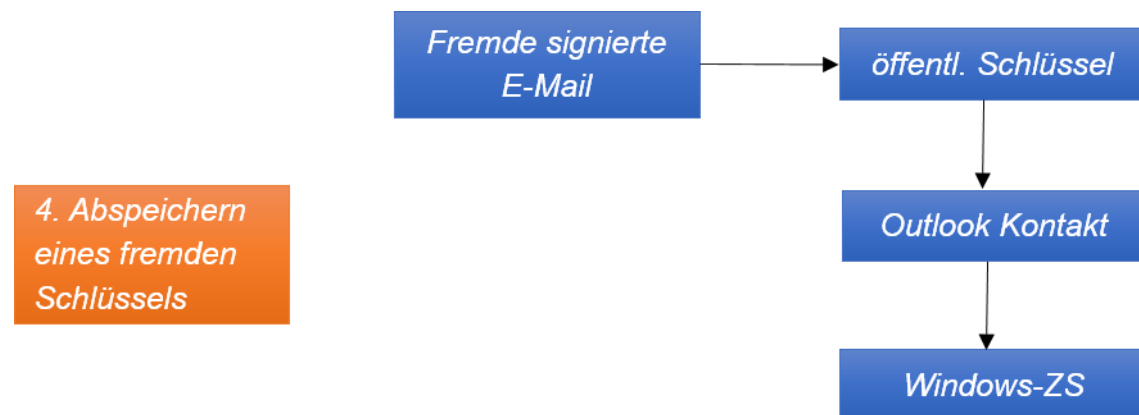 Fremde signierte
E-Mail
öffentl. Schlüssel
4. Abspeichern
eines fremden
Schlüssels
Outlook Kontakt
Windows-ZS